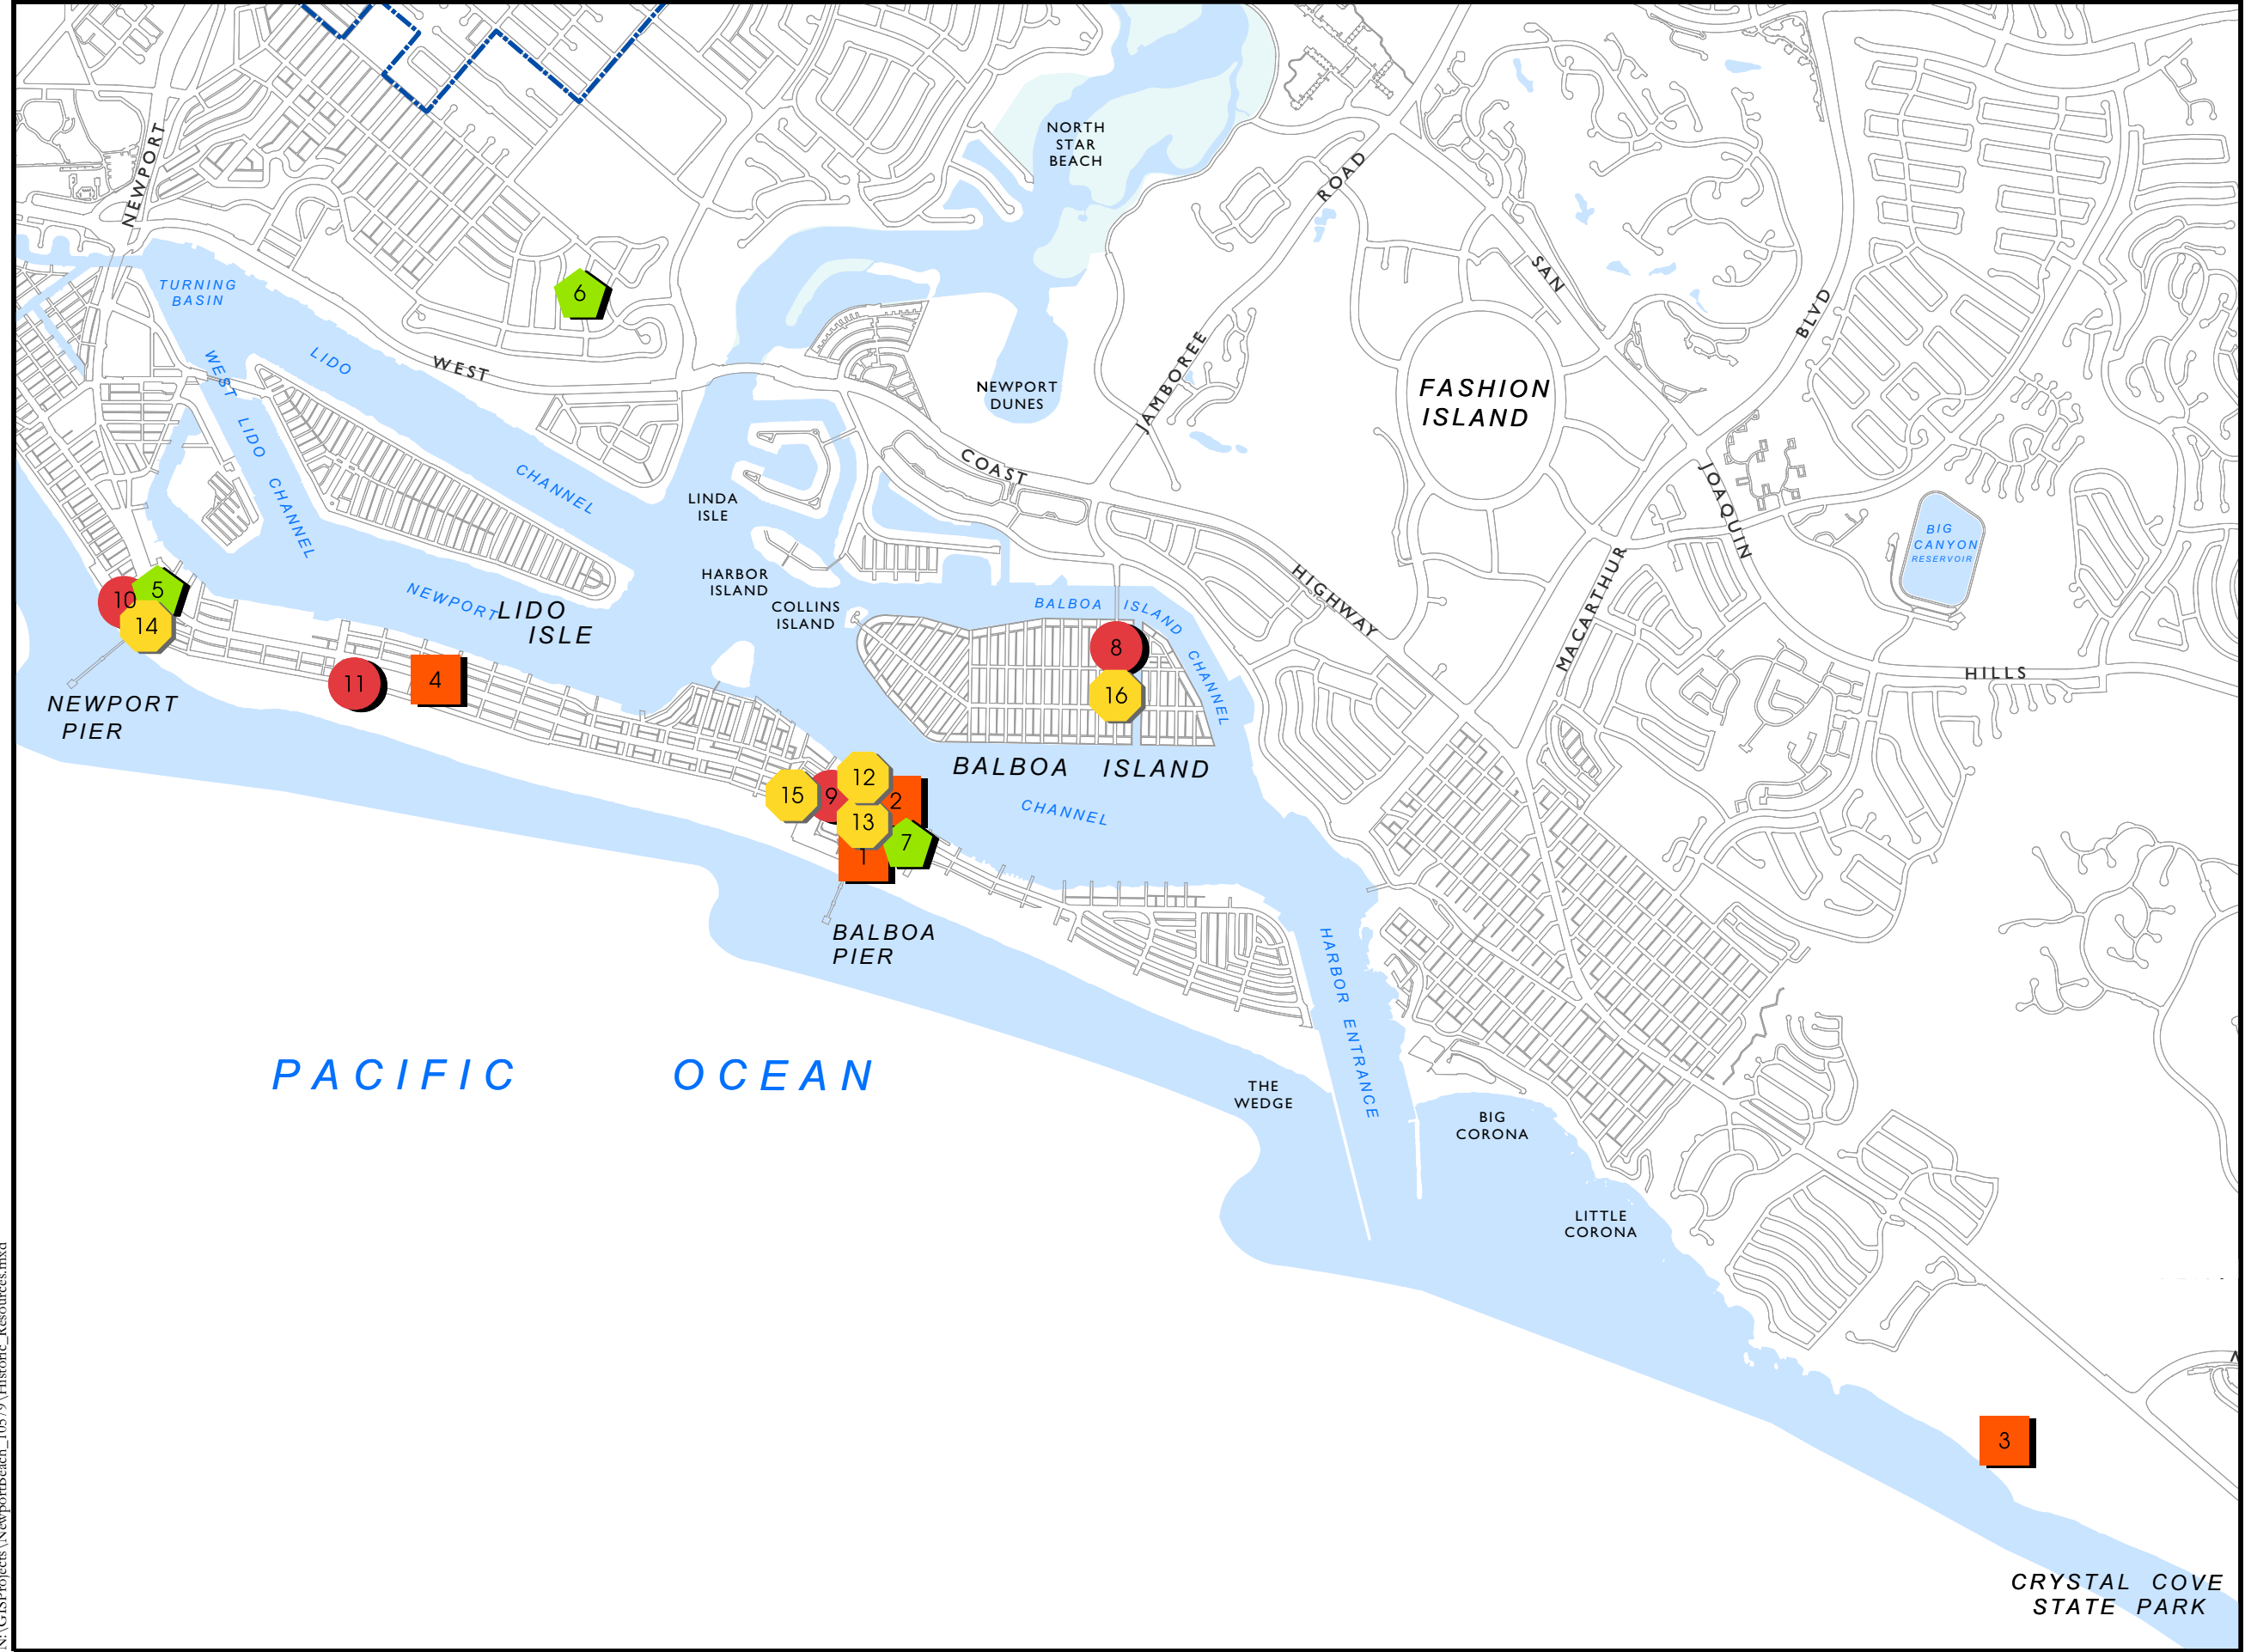 NORTH
STAR
BEACH
NEWPORT
ROAD
SAN
TURNING
BASIN
6
BLVD
LIDO
WEST
WEST LIDO CHANNEL
JAMBOREE
NEWPORT
DUNES
FASHION
ISLAND
COAST
CHANNEL
LINDA
ISLE
JOAQUIN
BIG
CANYON
RESERVOIR
HARBOR
ISLAND
COLLINS
ISLAND
HIGHWAY
MACARTHUR
10
5
14
NEWPORT
LIDO
ISLE
BALBOA ISLAND CHANNEL
8
16
HILLS
11
4
NEWPORT
PIER
BALBOA ISLAND
15
9
12
2
13
7
1
CHANNEL
BALBOA
PIER
HARBOR ENTRANCE
PACIFIC OCEAN
THE
WEDGE
BIG
CORONA
LITTLE
CORONA
3
CRYSTAL COVE
STATE PARK
N:\GISProjects\NewportBeach_10579\Historic_Resources.mxd